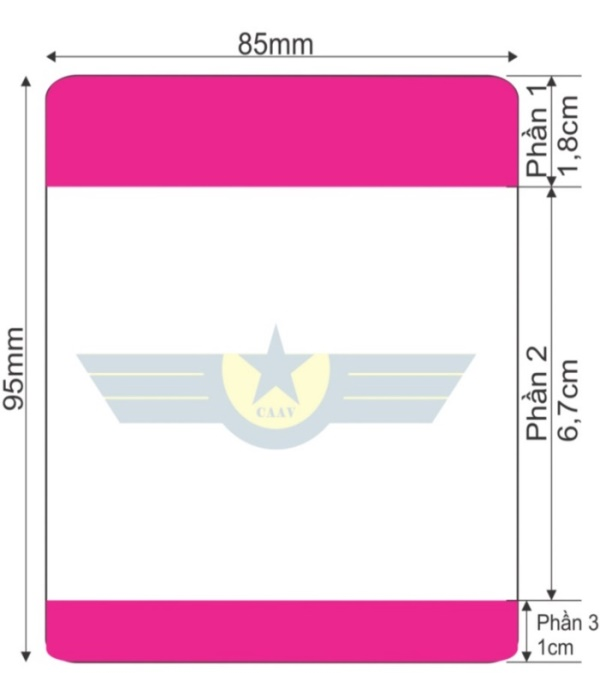 85mm
Phần 1
1,8cm
95mm
Phần 2
6,7cm
CAAV
Phần 3
1cm